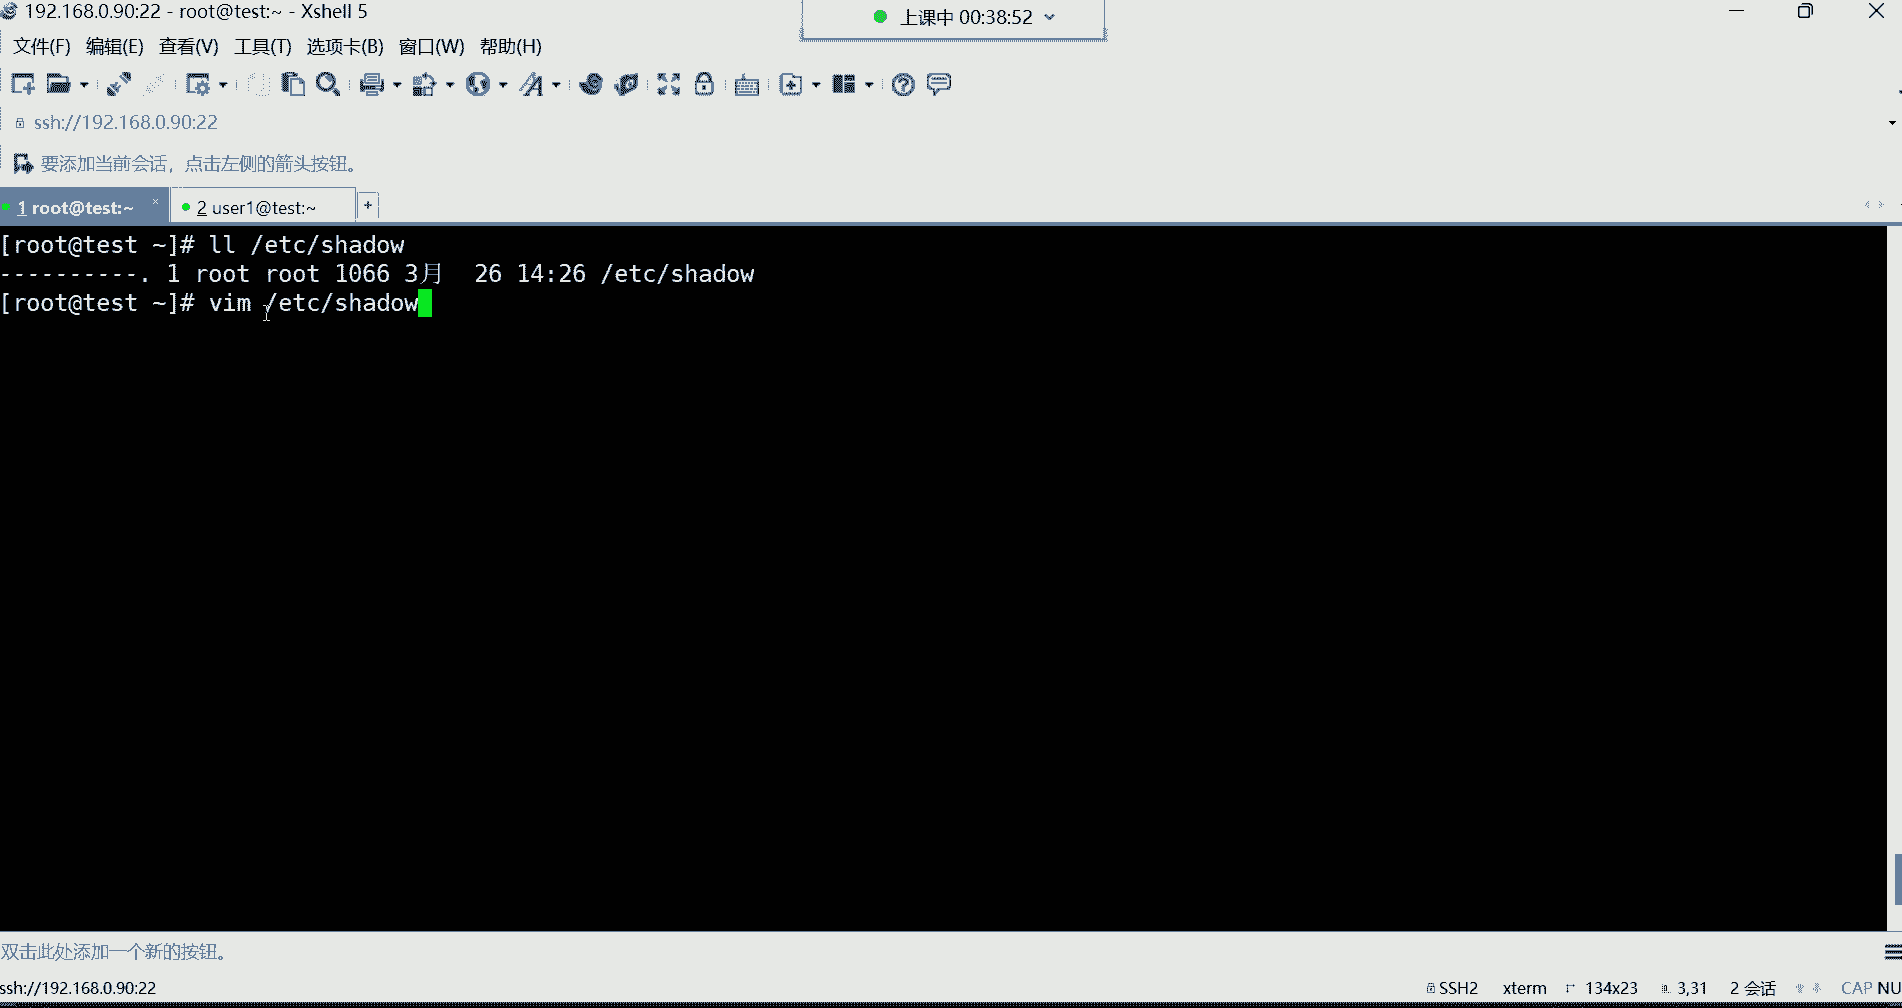 192.168.0.90:22 - root@test:~ - Xshell 5
上课中 00:38:52
文件(F) 编辑(E) 查看(V) 工具(T) 选项卡(B) 窗口(W) 帮助(H)
ssh://192.168.0.90:22
要添加当前会话，点击左侧的箭头按钮。
1 root@test:~ × 2 user1@test:~ +
[root@test ~]# ll /etc/shadow
----------. 1 root root 1066 3月  26 14:26 /etc/shadow
[root@test ~]# vim /etc/shadow
双击此处添加一个新的按钮。
ssh://192.168.0.90:22 SSH2 xterm 134x23 3,31 2 会话 CAP NU